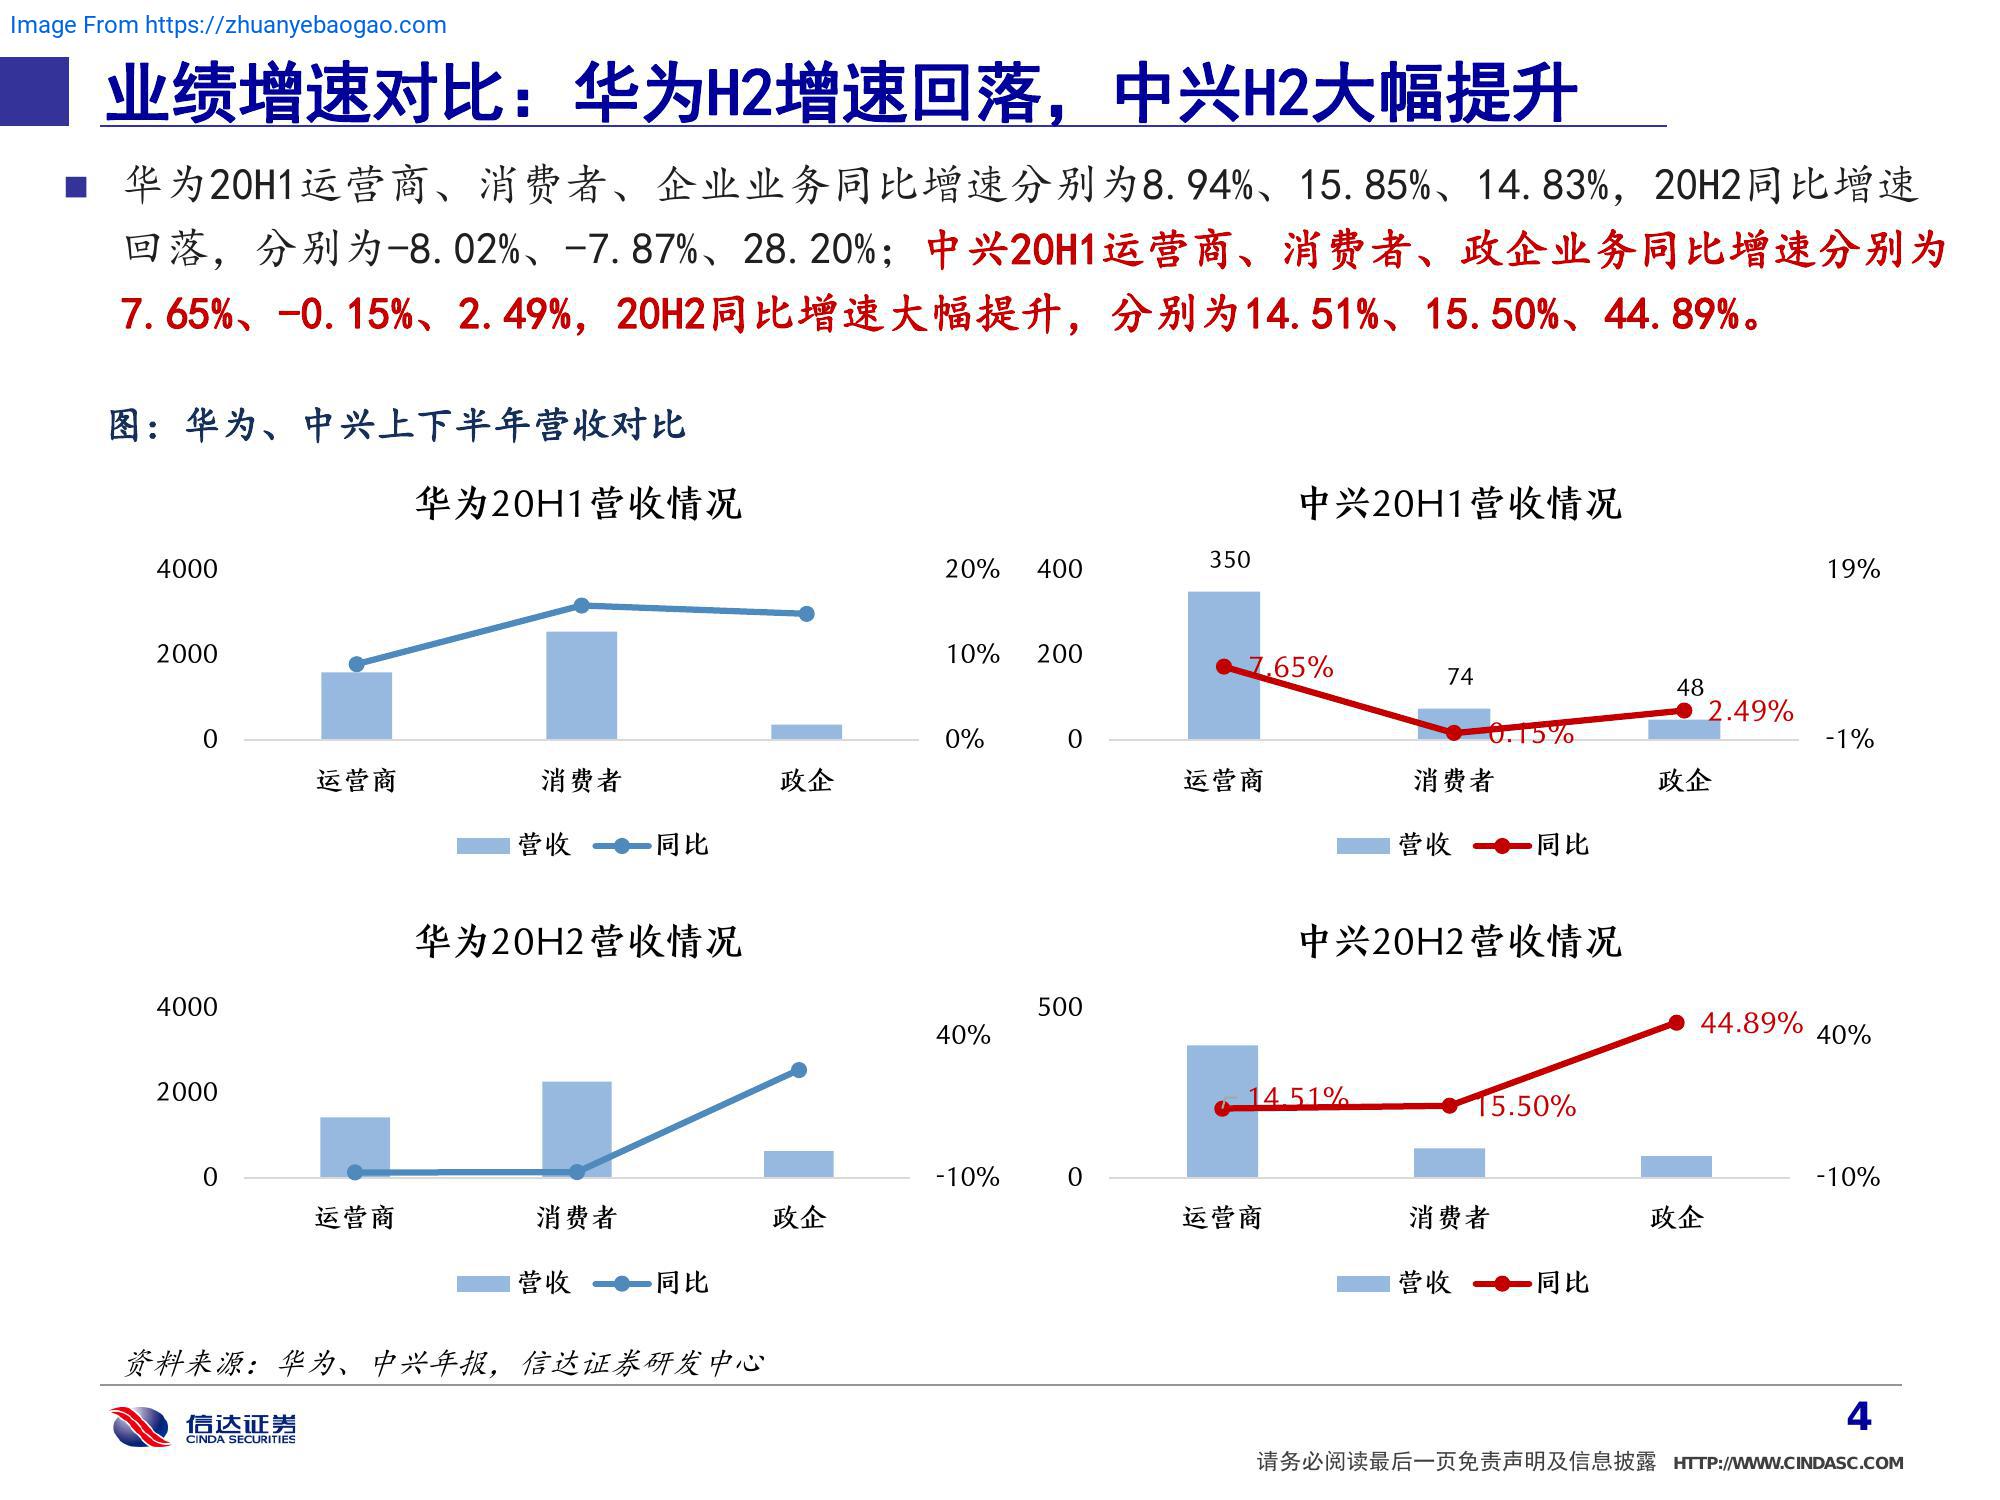 Image From https://zhuanyebaogao.com
业绩增速对比：华为H2增速回落，中兴H2大幅提升
华为20H1运营商、消费者、企业业务同比增速分别为8.94%、15.85%、14.83%，20H2同比增速
回落，分别为-8.02%、-7.87%、28.20%；中兴20H1运营商、消费者、政企业务同比增速分别为
7.65%、-0.15%、2.49%，20H2同比增速大幅提升，分别为14.51%、15.50%、44.89%。
图：华为、中兴上下半年营收对比
华为20H1营收情况
4000
2000
0
20%
10%
0%
运营商 消费者 政企
营收 同比
中兴20H1营收情况
400
200
0
350
74
48
7.65%
0.15%
2.49%
19%
-1%
运营商 消费者 政企
营收 同比
华为20H2营收情况
4000
2000
0
40%
-10%
运营商 消费者 政企
营收 同比
中兴20H2营收情况
500
0
14.51%
15.50%
44.89%
40%
-10%
运营商 消费者 政企
营收 同比
资料来源：华为、中兴年报，信达证券研发中心
信达证券
CINDA SECURITIES
4
请务必阅读最后一页免责声明及信息披露 HTTP://WWW.CINDASC.COM